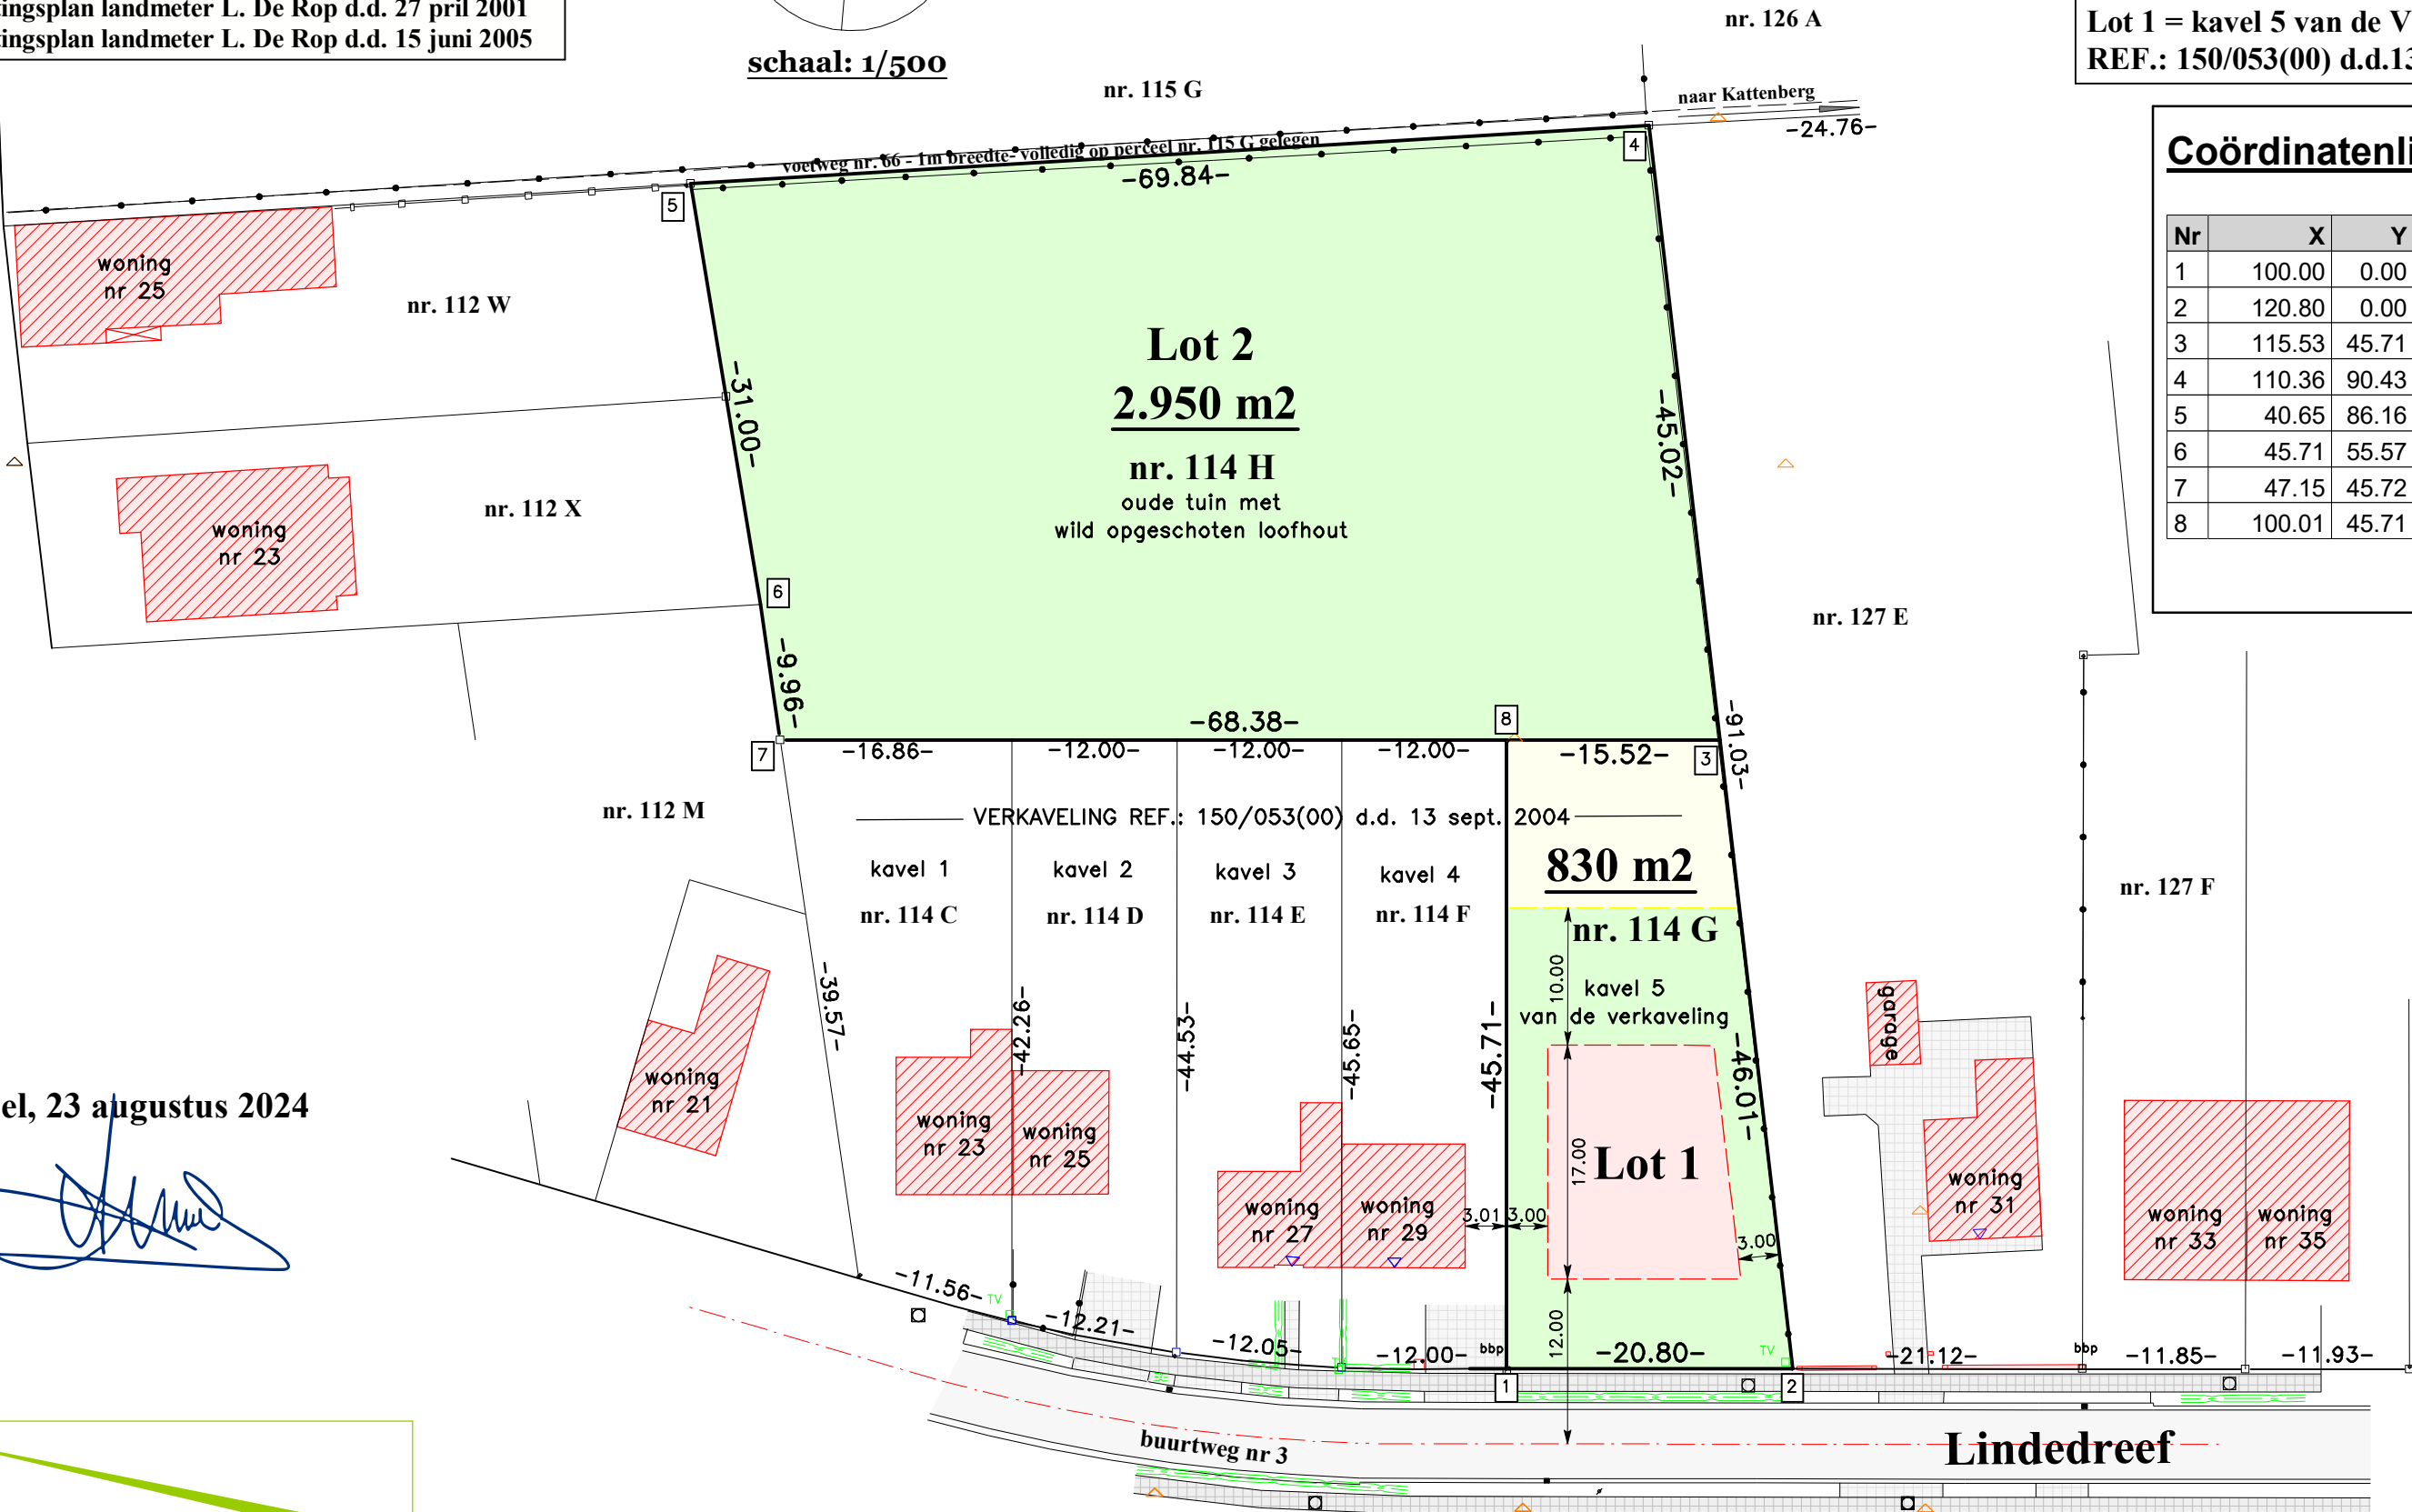 tingsplan landmeter L. De Rop d.d. 27 pril 2001
tingsplan landmeter L. De Rop d.d. 15 juni 2005
schaal: 1/500
nr. 126 A
Lot 1 = kavel 5 van de V
REF.: 150/053(00) d.d.13
nr. 115 G
naar Kattenberg
-24.76-
voetweg nr. 66 - 1m breedte- volledig op perceel nr. 115 G gelegen
-69.84-
4
5
Coördinatenli
Nr X Y
1 100.00 0.00
2 120.80 0.00
3 115.53 45.71
4 110.36 90.43
5 40.65 86.16
6 45.71 55.57
7 47.15 45.72
8 100.01 45.71
woning
nr 25
nr. 112 W
-31.00-
Lot 2
2.950 m2
nr. 114 H
oude tuin met
wild opgeschoten loofhout
-45.02-
woning
nr 23
nr. 112 X
6
-9.96-
nr. 127 E
-68.38-
8
-91.03-
7
-16.86-
-12.00-
-12.00-
-12.00-
-15.52-
3
nr. 112 M
VERKAVELING REF.: 150/053(00) d.d. 13 sept. 2004
kavel 1
nr. 114 C
kavel 2
nr. 114 D
kavel 3
nr. 114 E
kavel 4
nr. 114 F
830 m2
nr. 114 G
kavel 5
van de verkaveling
nr. 127 F
10.00
-39.57-
-42.26-
-44.53-
-45.65-
-45.71-
-46.01-
garage
el, 23 augustus 2024
woning
nr 21
woning
nr 23
woning
nr 25
woning
nr 27
woning
nr 29
17.00
Lot 1
3.01
3.00
3.00
woning
nr 31
woning
nr 33
woning
nr 35
-11.56-
TV
-12.21-
-12.05-
-12.00-
bbp
12.00
-20.80-
TV
-21.12-
bbp
-11.85-
-11.93-
1
2
buurtweg nr 3
Lindedreef